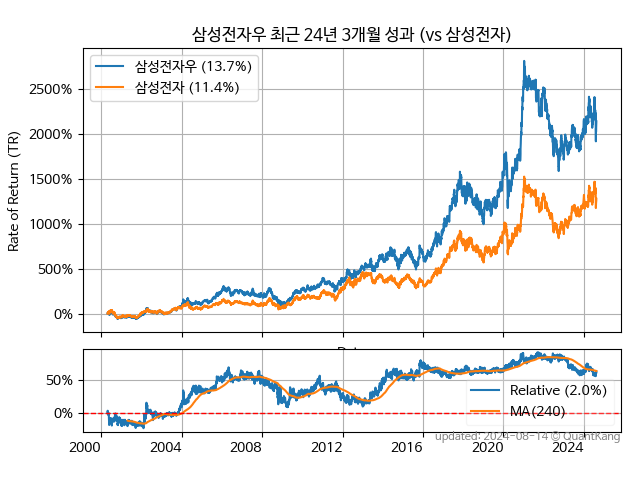 삼성전자우 최근 24년 3개월 성과 (vs 삼성전자)
삼성전자우 (13.7%)
삼성전자 (11.4%)
Rate of Return (TR)
2500%
2000%
1500%
1000%
500%
0%
50%
0%
Relative (2.0%)
MA(240)
2000 2004 2008 2012 2016 2020 2024
updated: 2024-08-14 © QuantKang